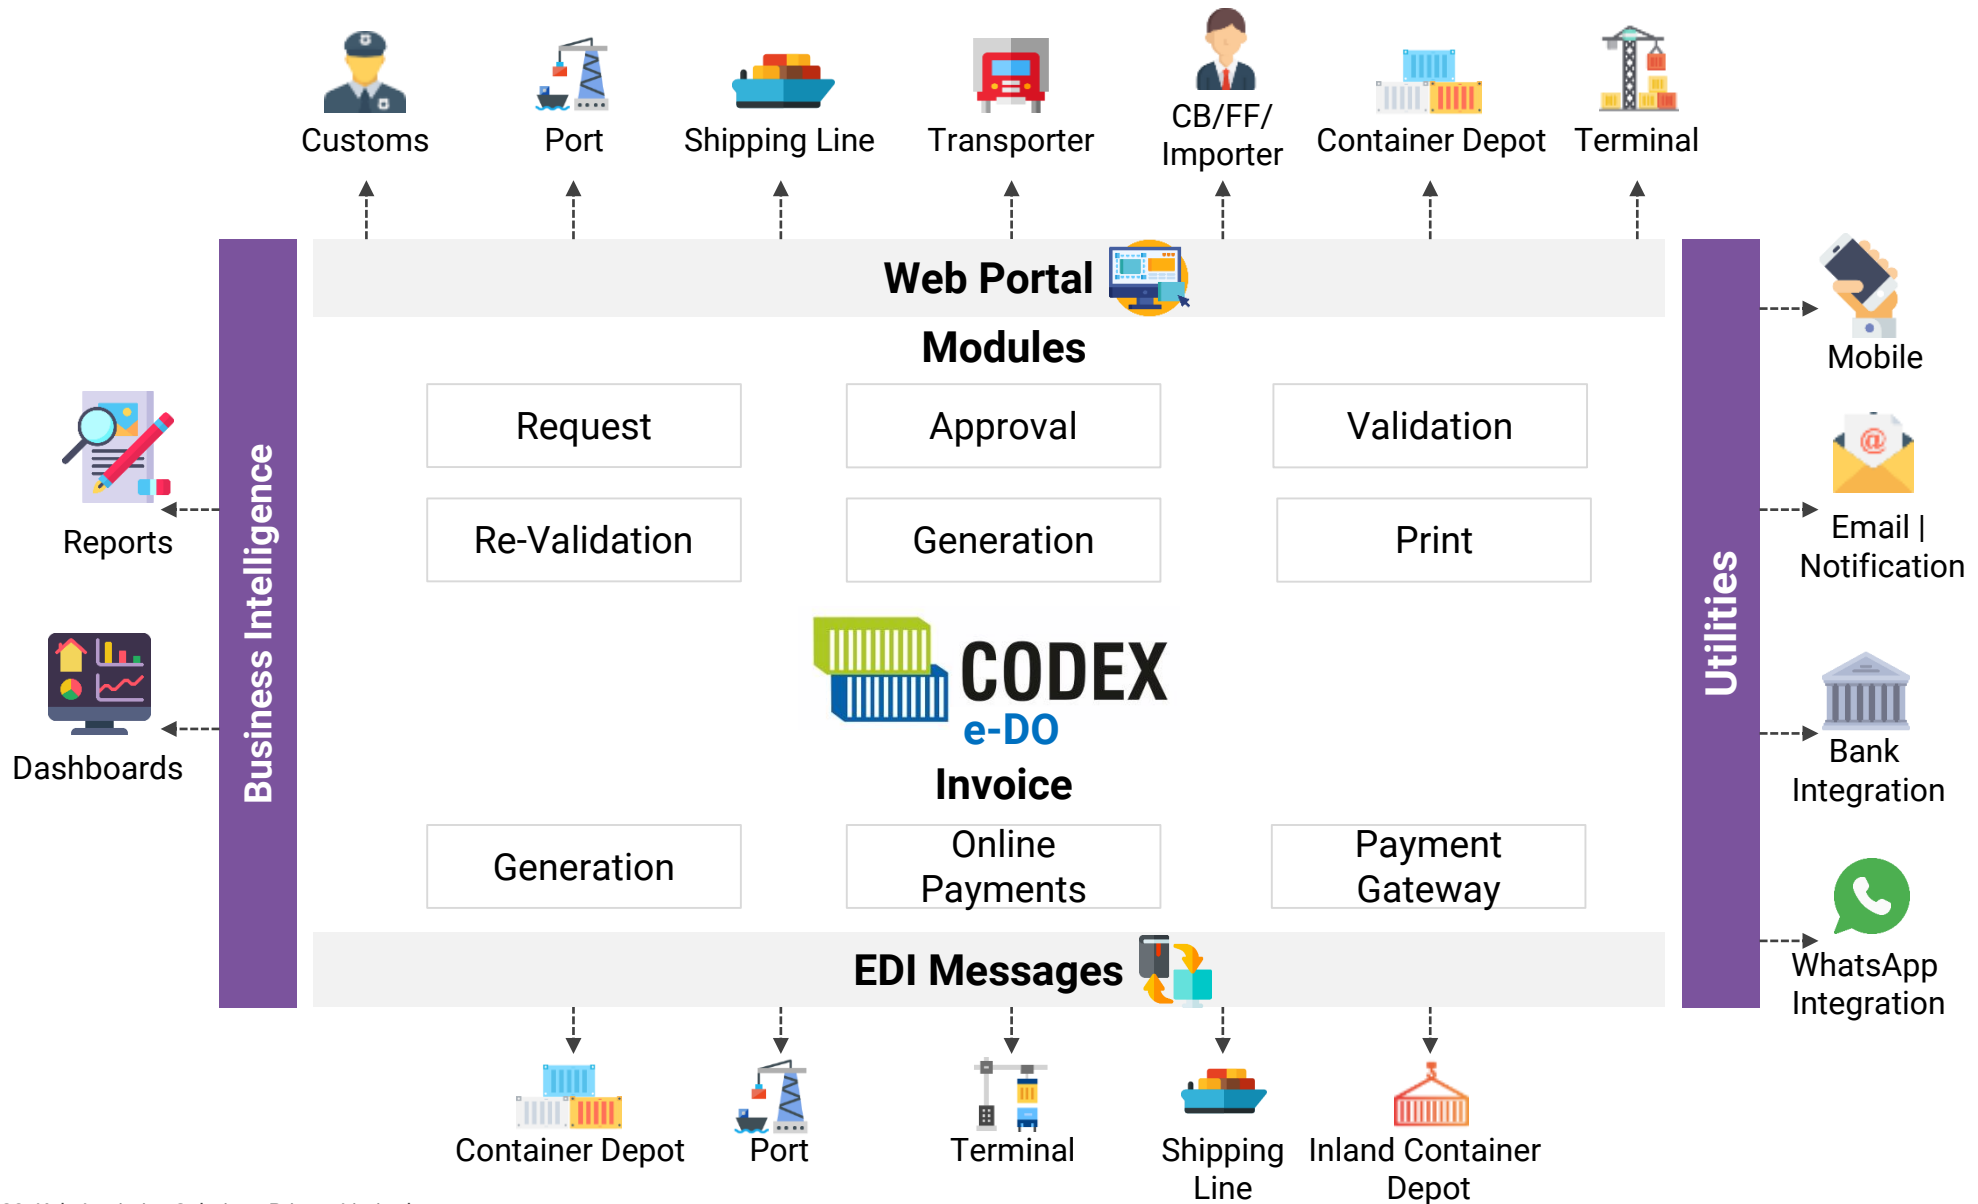 Customs
Port
Shipping Line
Transporter
CB/FF/
Importer
Container Depot
Terminal
Web Portal
Modules
Request
Approval
Validation
Re-Validation
Generation
Print
CODEX
e-DO
Invoice
Generation
Online
Payments
Payment
Gateway
EDI Messages
Business Intelligence
Reports
Dashboards
Utilities
Mobile
@
Email |
Notification
Bank
Integration
WhatsApp
Integration
Container Depot
Port
Terminal
Shipping
Line
Inland Container
Depot